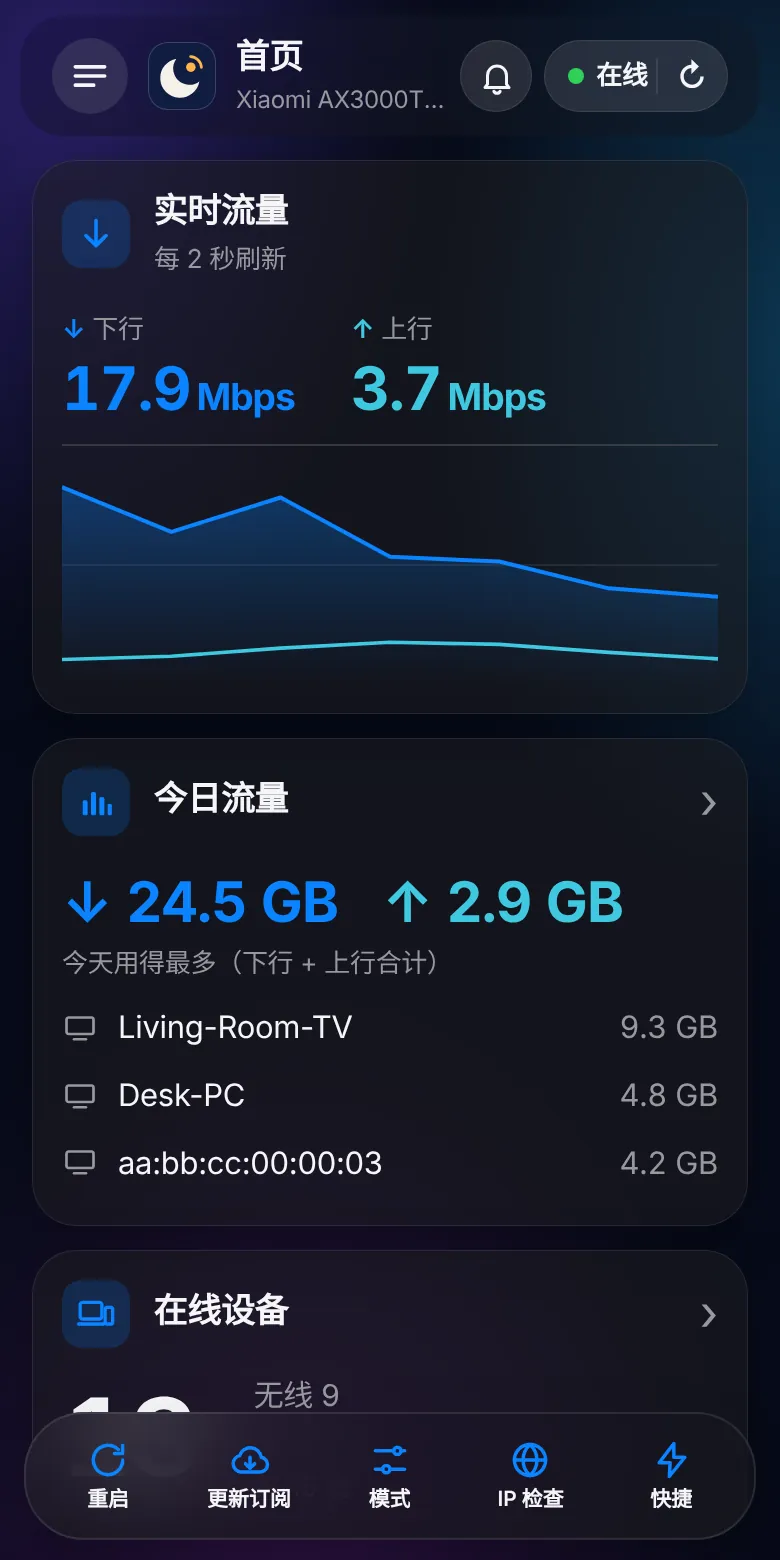 首页
Xiaomi AX3000T...
在线
实时流量
每 2 秒刷新
下行
上行
17.9 Mbps
3.7 Mbps
今日流量
24.5 GB
2.9 GB
今天用得最多（下行 + 上行合计）
Living-Room-TV
9.3 GB
Desk-PC
4.8 GB
aa:bb:cc:00:00:03
4.2 GB
在线设备
无线 9
重启
更新订阅
模式
IP 检查
快捷